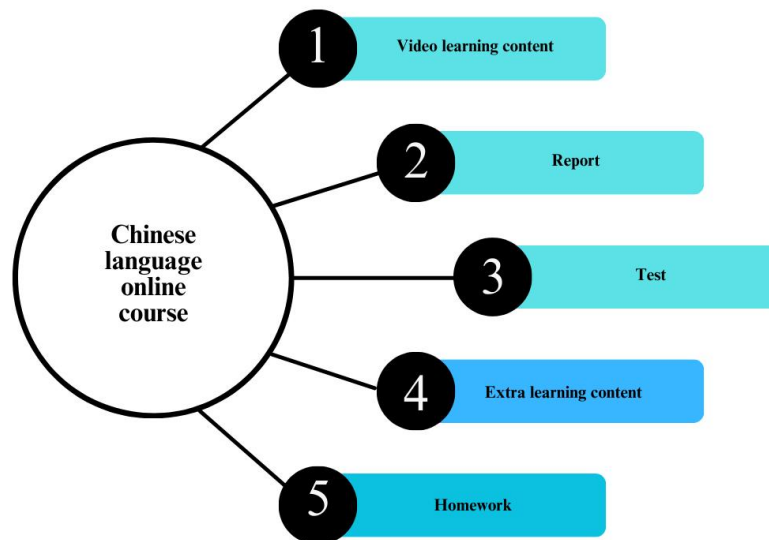 Chinese
language
online
course
1
Video learning content
2
Report
3
Test
4
Extra learning content
5
Homework